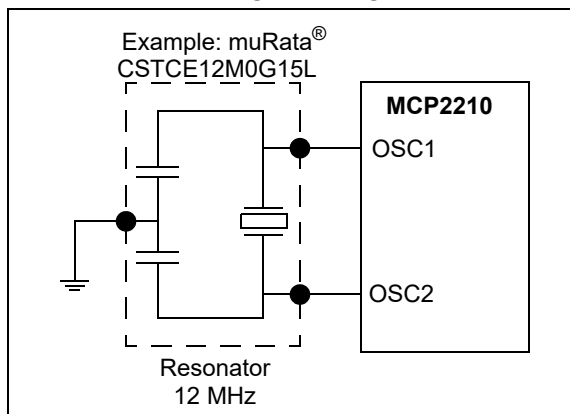 Example: muRata®
CSTCE12M0G15L
MCP2210
OSC1
OSC2
Resonator
12 MHz